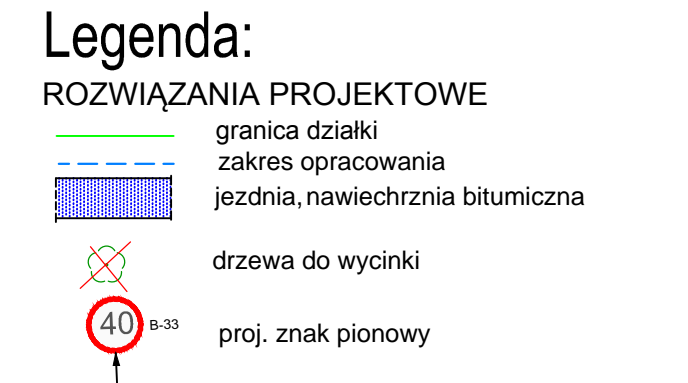 Legenda:
ROZWIĄZANIA PROJEKTOWE
granica działki
zakres opracowania
jezdnia, nawiechrznia bitumiczna
drzewa do wycinki
40 B-33
proj. znak pionowy